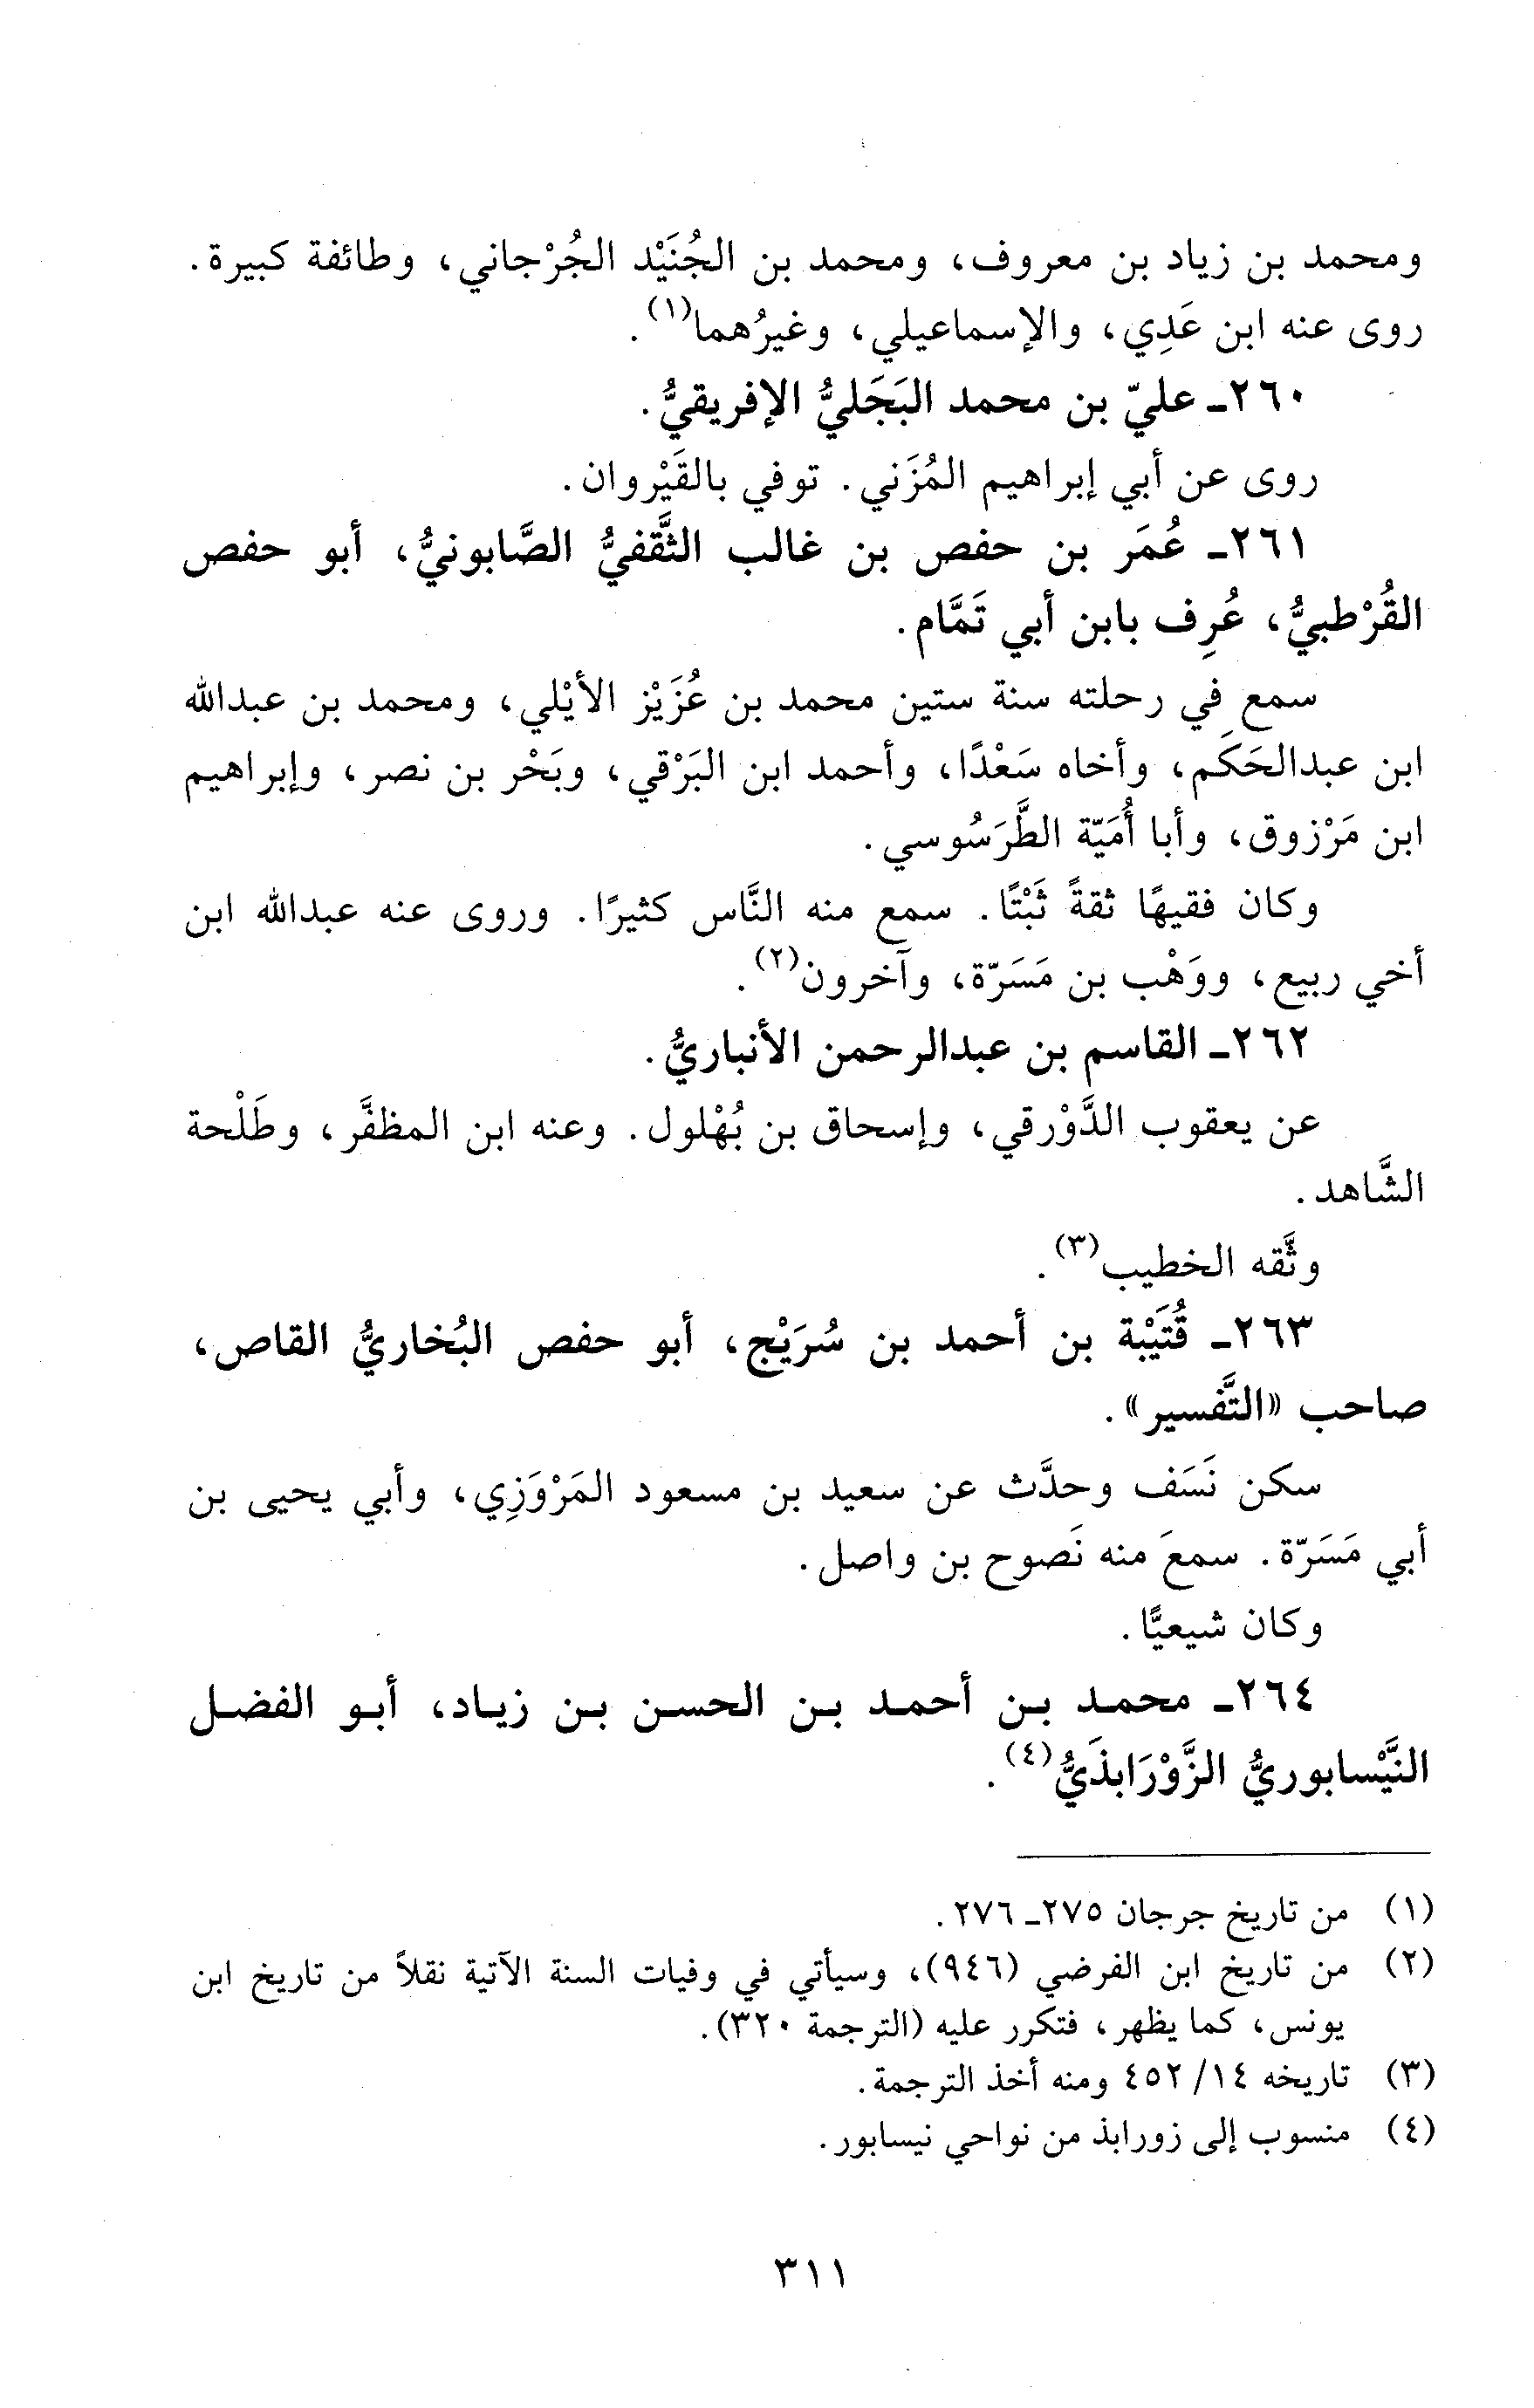 ومحمد بن زياد بن معروف، ومحمد بن الجُنَيْد الجُرْجاني، وطائفة كبيرة.
روى عنه ابن عَدِي، والإسماعيلي، وغيرُهما(١).
٢٦٠ـ عليّ بن محمد البَجَليُّ الإفريقيُّ.
روى عن أبي إبراهيم المُزَني. توفي بالقَيْروان.
٢٦١ـ عُمَر بن حفص بن غالب الثَّقفيُّ الصَّابونيُّ، أبو حفص
القُرْطبيُّ، عُرِف بابن أبي تَمَّام.
سمع في رحلته سنة ستين محمد بن عُزَيْز الأيْلي، ومحمد بن عبدالله
ابن عبدالحَكَم، وأخاه سَعْدًا، وأحمد ابن البَرْقي، وبَحْر بن نصر، وإبراهيم
ابن مَرْزوق، وأبا أُمَيّة الطَّرَسُوسي.
وكان فقيهًا ثقةً ثَبْتًا. سمع منه النَّاس كثيرًا. وروى عنه عبدالله ابن
أخي ربيع، ووَهْب بن مَسَرّة، وآخرون(٢).
٢٦٢ـ القاسم بن عبدالرحمن الأنباريُّ.
عن يعقوب الدَّوْرقي، وإسحاق بن بُهْلول. وعنه ابن المظفَّر، وطَلْحة
الشَّاهد.
وثَّقه الخطيب(٣).
٢٦٣ـ قُتَيْبة بن أحمد بن سُرَيْج، أبو حفص البُخاريُّ القاص،
صاحب «التَّفسير».
سكن نَسَف وحدَّث عن سعيد بن مسعود المَرْوَزِي، وأبي يحيى بن
أبي مَسَرّة. سمعَ منه نَصوح بن واصل.
وكان شيعيًّا.
٢٦٤ـ محمد بن أحمد بن الحسن بن زياد، أبو الفضل
النَّيْسابوريُّ الزَّوْرَابذَيُّ(٤).
(١) من تاريخ جرجان ٢٧٥ـ ٢٧٦.
(٢) من تاريخ ابن الفرضي (٩٤٦)، وسيأتي في وفيات السنة الآتية نقلاً من تاريخ ابن
يونس، كما يظهر، فتكرر عليه (الترجمة ٣٢٠).
(٣) تاريخه ١٤/ ٤٥٢ ومنه أخذ الترجمة.
(٤) منسوب إلى زورابذ من نواحي نيسابور.
٣١١